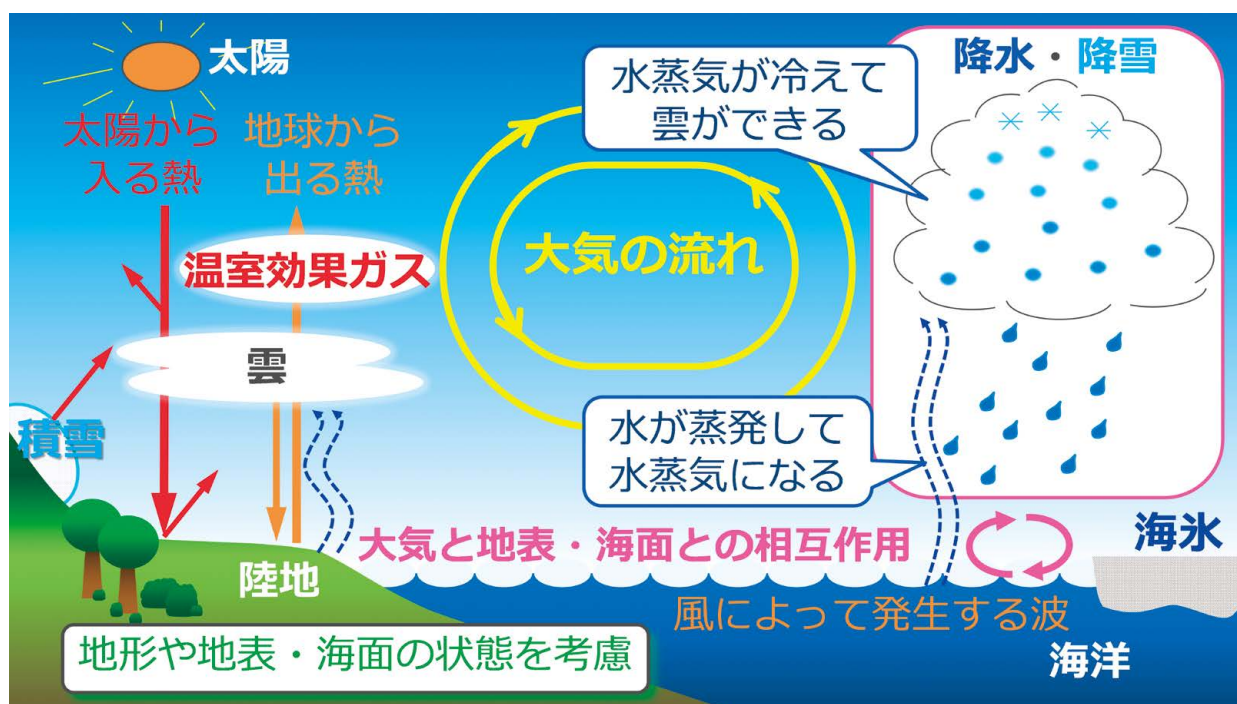 太陽
太陽から
入る熱
地球から
出る熱
温室効果ガス
雲
積雪
陸地
大気の流れ
水蒸気が冷えて
雲ができる
降水・降雪
水が蒸発して
水蒸気になる
大気と地表・海面との相互作用
海氷
風によって発生する波
海洋
地形や地表・海面の状態を考慮